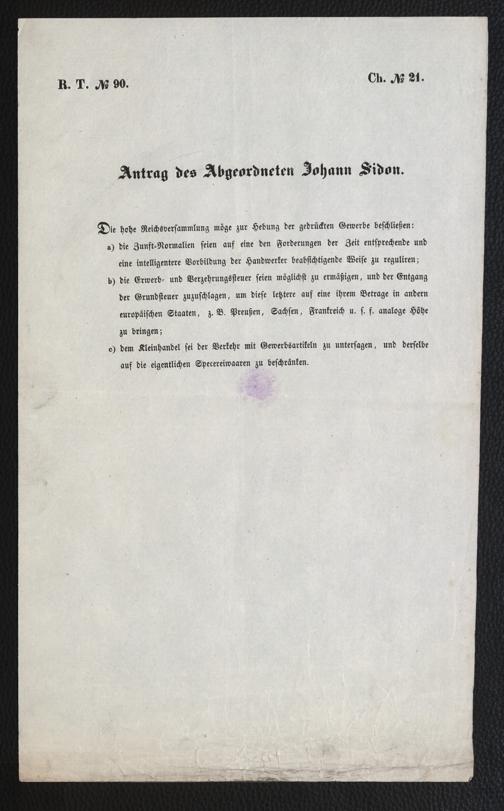 R. T. № 90.
Ch. № 21.
Antrag des Abgeordneten Johann Sidon.
Die hohe Reichsversammlung möge zur Hebung der gedrückten Gewerbe beschließen:
a) die Zunft-Normalien seien auf eine den Forderungen der Zeit entsprechende und
eine intelligentere Vorbildung der Handwerker beabsichtigende Weise zu reguliren;
b) die Erwerb- und Verzehrungssteuer seien möglichst zu ermäßigen, und der Entgang
der Grundsteuer zuzuschlagen, um diese letztere auf eine ihrem Betrage in andern
europäischen Staaten, z. B. Preußen, Sachsen, Frankreich u. s. f. analoge Höhe
zu bringen;
c) dem Kleinhandel sei der Verkehr mit Gewerbsartikeln zu untersagen, und derselbe
auf die eigentlichen Specereiwaaren zu beschränken.